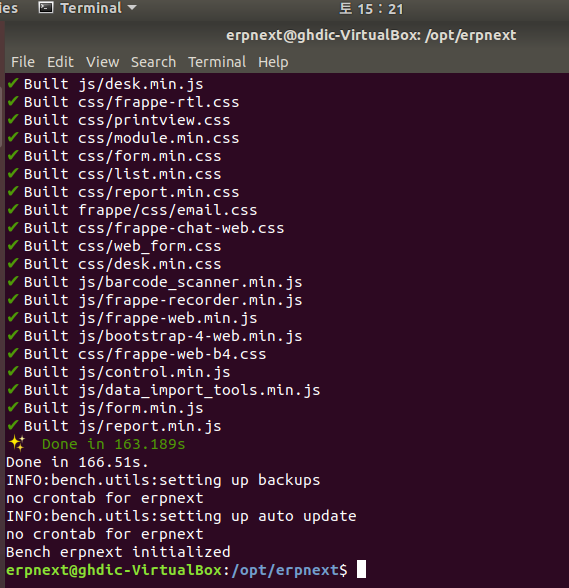 ies Terminal 토 15 : 21
erpnext@ghdic-VirtualBox: /opt/erpnext
File Edit View Search Terminal Help
✔ Built js/desk.min.js
✔ Built css/frappe-rtl.css
✔ Built css/printview.css
✔ Built css/module.min.css
✔ Built css/form.min.css
✔ Built css/list.min.css
✔ Built css/report.min.css
✔ Built frappe/css/email.css
✔ Built css/frappe-chat-web.css
✔ Built css/web_form.css
✔ Built css/desk.min.css
✔ Built js/barcode_scanner.min.js
✔ Built js/frappe-recorder.min.js
✔ Built js/frappe-web.min.js
✔ Built js/bootstrap-4-web.min.js
✔ Built css/frappe-web-b4.css
✔ Built js/control.min.js
✔ Built js/data_import_tools.min.js
✔ Built js/form.min.js
✔ Built js/report.min.js
✨ Done in 163.189s
Done in 166.51s.
INFO:bench.utils:setting up backups
no crontab for erpnext
INFO:bench.utils:setting up auto update
no crontab for erpnext
Bench erpnext initialized
erpnext@ghdic-VirtualBox:/opt/erpnext$